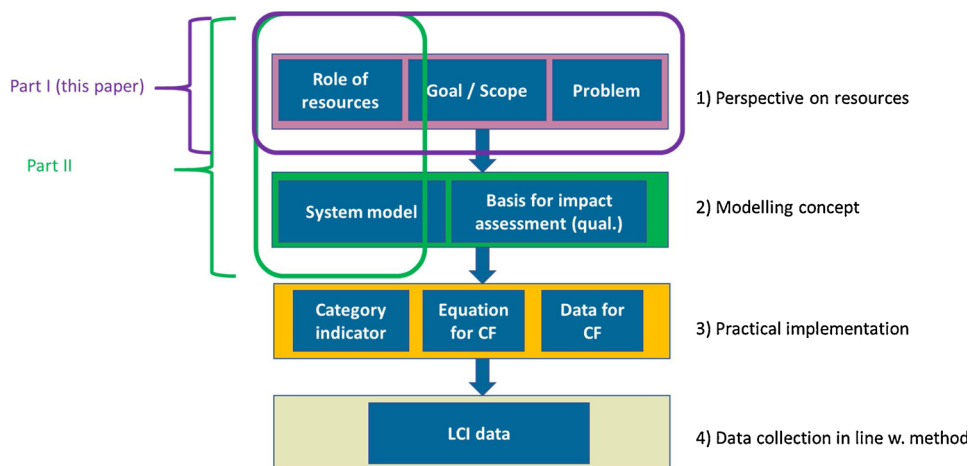 Part I (this paper)
Part II
Role of
resources
Goal / Scope
Problem
1) Perspective on resources
System model
Basis for impact
assessment (qual.)
2) Modelling concept
Category
indicator
Equation
for CF
Data for
CF
3) Practical implementation
LCI data
4) Data collection in line w. method